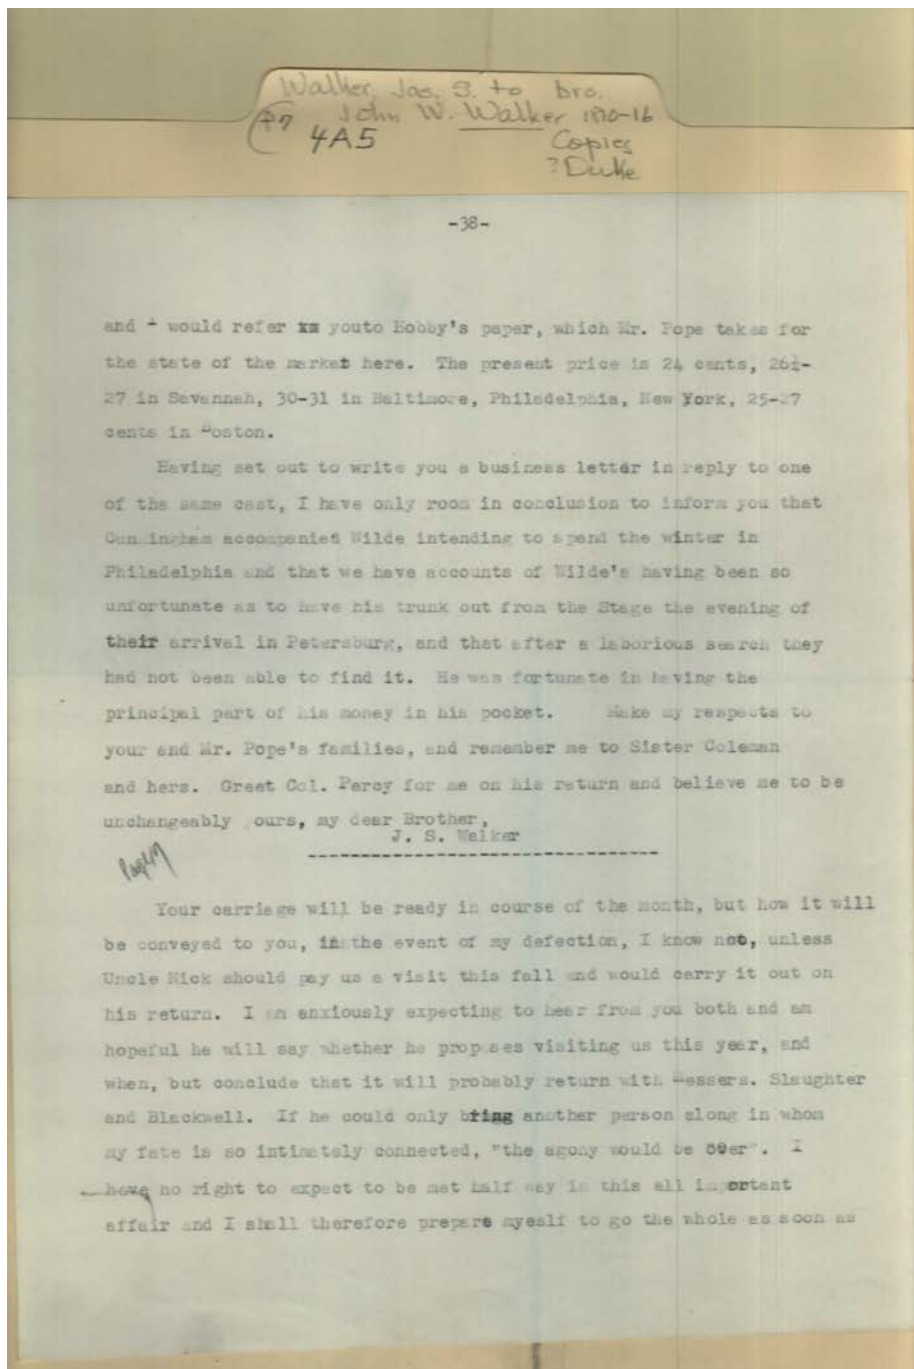 Walker, Jas. S. to bro.
John W. Walker 1810-16
4A5
Copies
?Duke
-38-
and I would refer xx youto Hobby's paper, which Mr. Pope takes for
the state of the market here. The present price is 24 cents, 26½-
27 in Savannah, 30-31 in Baltimore, Philadelphia, New York, 25-27
cents in Boston.
Having set out to write you a business letter in reply to one
of the same cast, I have only room in conclusion to inform you that
Cunningham accompanied Wilde intending to spend the winter in
Philadelphia and that we have accounts of Wilde's having been so
unfortunate as to have his trunk out from the Stage the evening of
their arrival in Petersburg, and that after a laborious search they
had not been able to find it. He was fortunate in having the
principal part of his money in his pocket. Make my respects to
your and Mr. Pope's families, and remember me to Sister Coleman
and hers. Greet Col. Percy for me on his return and believe me to be
unchangeably yours, my dear Brother,
J. S. Walker
----------------------------------
Your carriage will be ready in course of the month, but how it will
be conveyed to you, in the event of my defection, I know not, unless
Uncle Nick should pay us a visit this fall and would carry it out on
his return. I am anxiously expecting to hear from you both and am
hopeful he will say whether he proposes visiting us this year, and
when, but conclude that it will probably return with Messers. Slaughter
and Blackwell. If he could only bring another person along in whom
my fate is so intimately connected, "the agony would be over". I
have no right to expect to be met half way in this all important
affair and I shall therefore prepare myeslf to go the whole as soon as